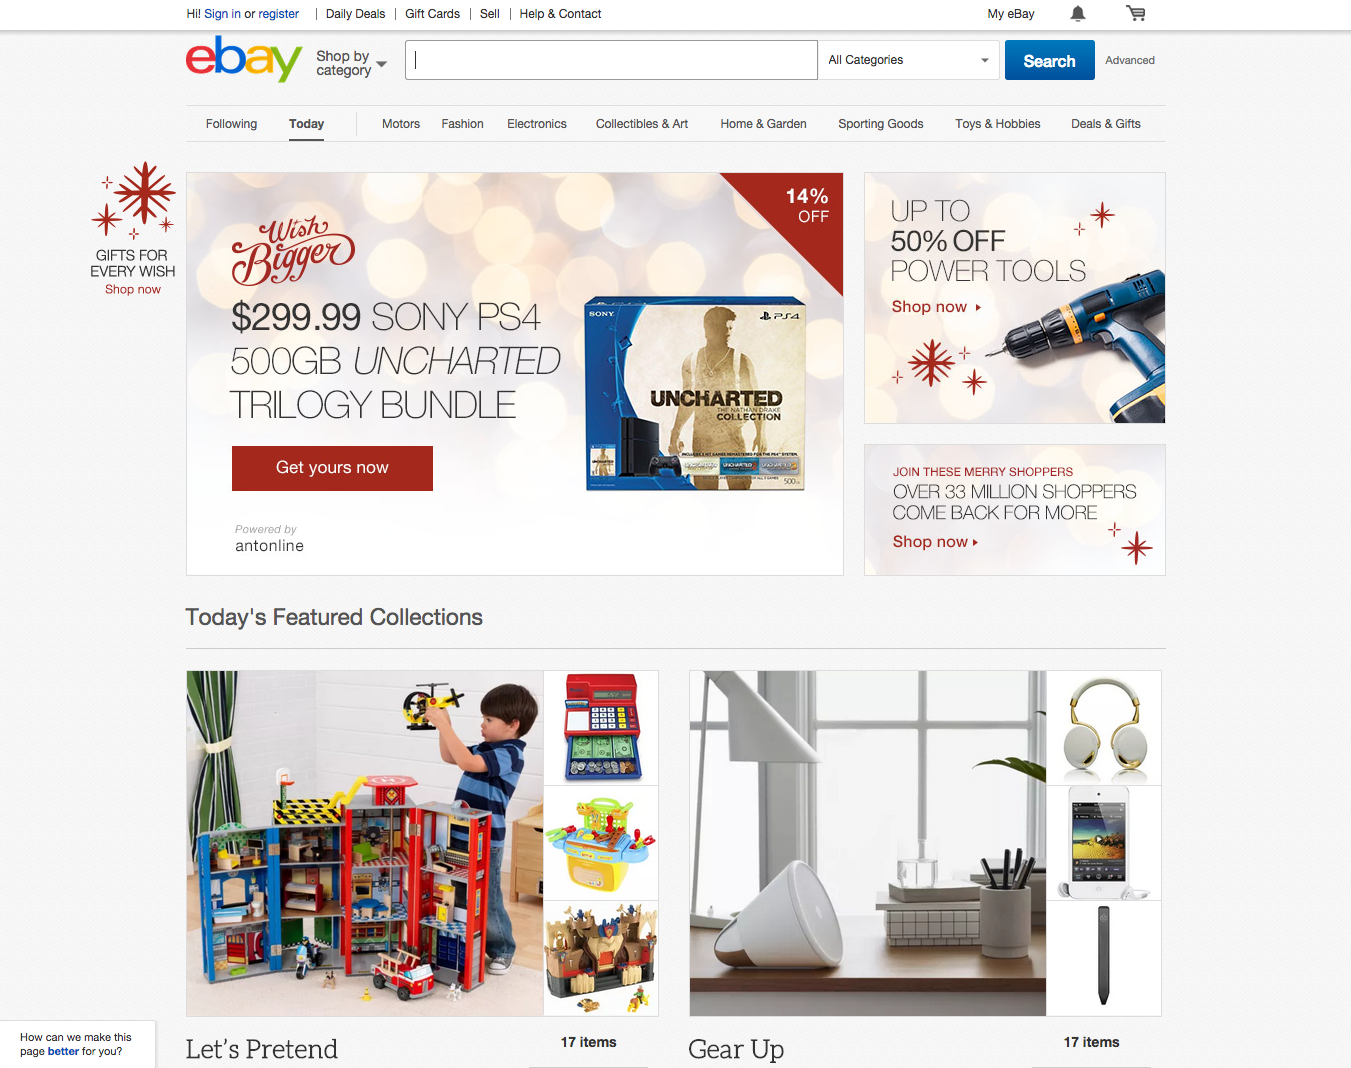 Hi! Sign in or register
Daily Deals
Gift Cards
Sell
Help & Contact
My eBay
ebay
Shop by
category
All Categories
Search
Advanced
Following
Today
Motors
Fashion
Electronics
Collectibles & Art
Home & Garden
Sporting Goods
Toys & Hobbies
Deals & Gifts
GIFTS FOR
EVERY WISH
Shop now
Wish
Bigger
$299.99 SONY PS4
500GB UNCHARTED
TRILOGY BUNDLE
Get yours now
Powered by
antonline
14%
OFF
SONY
PS4
UNCHARTED
THE NATHAN DRAKE
COLLECTION
500
UP TO
50% OFF
POWER TOOLS
Shop now
JOIN THESE MERRY SHOPPERS
OVER 33 MILLION SHOPPERS
COME BACK FOR MORE
Shop now
Today's Featured Collections
H
Let's Pretend
17 items
Gear Up
17 items
How can we make this
page better for you?